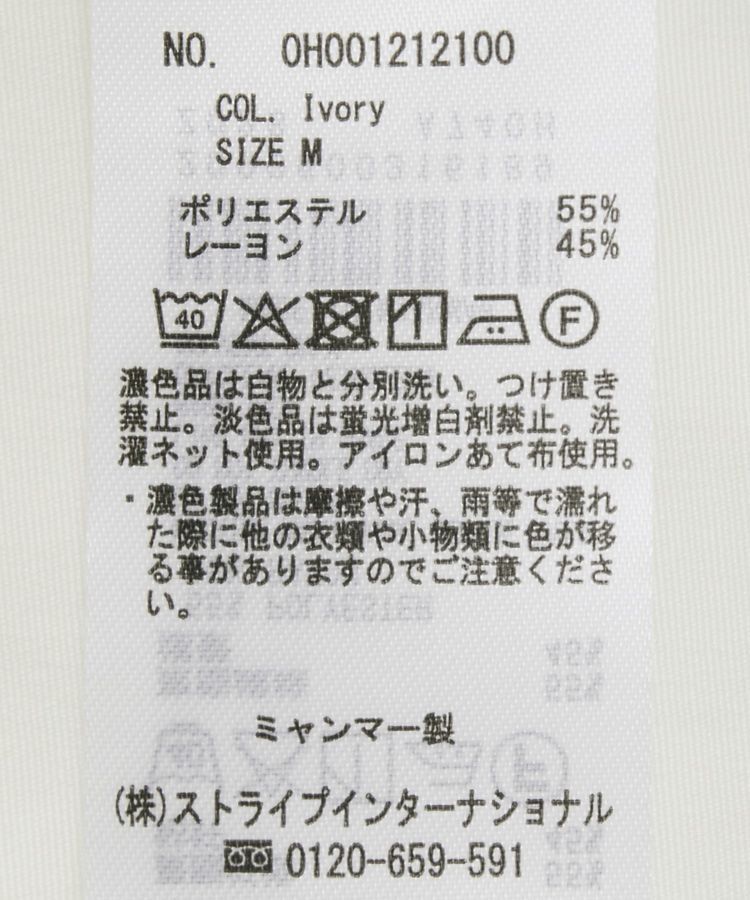 NO. 0H001212100
COL. Ivory
SIZE M
ポリエステル 55%
レーヨン 45%
40 F
濃色品は白物と分別洗い。つけ置き
禁止。淡色品は蛍光増白剤禁止。洗
濯ネット使用。アイロンあて布使用。
・濃色製品は摩擦や汗、雨等で濡れ
た際に他の衣類や小物類に色が移
る事がありますのでご注意くださ
い。
ミャンマー製
(株)ストライプインターナショナル
0120-659-591